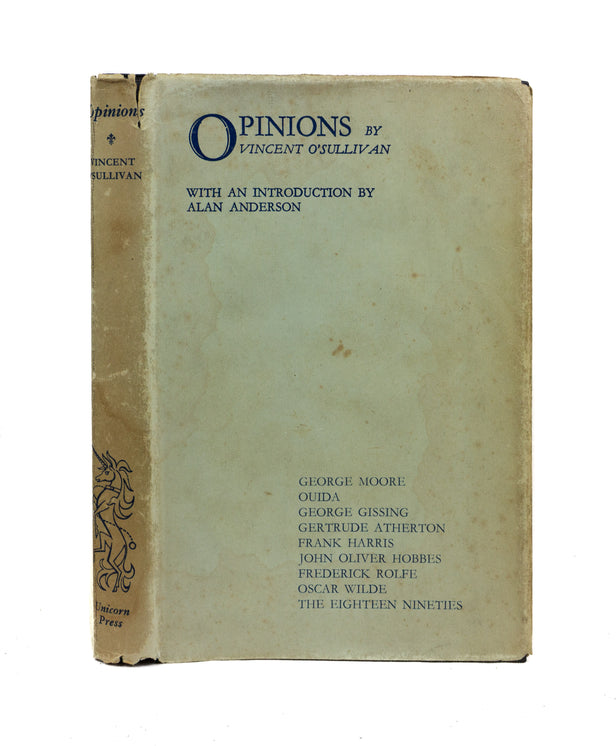 Opinions
VINCENT
O'SULLIVAN
Unicorn
Press
OPINIONS BY
VINCENT O'SULLIVAN
WITH AN INTRODUCTION BY
ALAN ANDERSON
GEORGE MOORE
OUIDA
GEORGE GISSING
GERTRUDE ATHERTON
FRANK HARRIS
JOHN OLIVER HOBBES
FREDERICK ROLFE
OSCAR WILDE
THE EIGHTEEN NINETIES